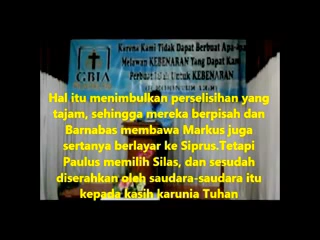 Karena Kami Tidak Dapat Berbuat Apa-apa
Melawan KEBENARAN Yang Dapat Kami
Perbuat Ialah Untuk KEBENARAN
GBIA
Hal itu menimbulkan perselisihan yang
tajam, sehingga mereka berpisah dan
Barnabas membawa Markus juga
sertanya berlayar ke Siprus.Tetapi
Paulus memilih Silas, dan sesudah
diserahkan oleh saudara-saudara itu
kepada kasih karunia Tuhan